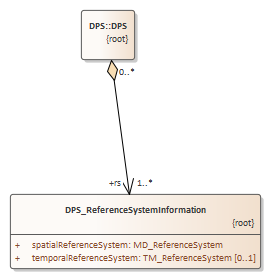 DPS::DPS
{root}
0..*
+rs 1..*
DPS_ReferenceSystemInformation
{root}
+ spatialReferenceSystem: MD_ReferenceSystem
+ temporalReferenceSystem: TM_ReferenceSystem [0..1]